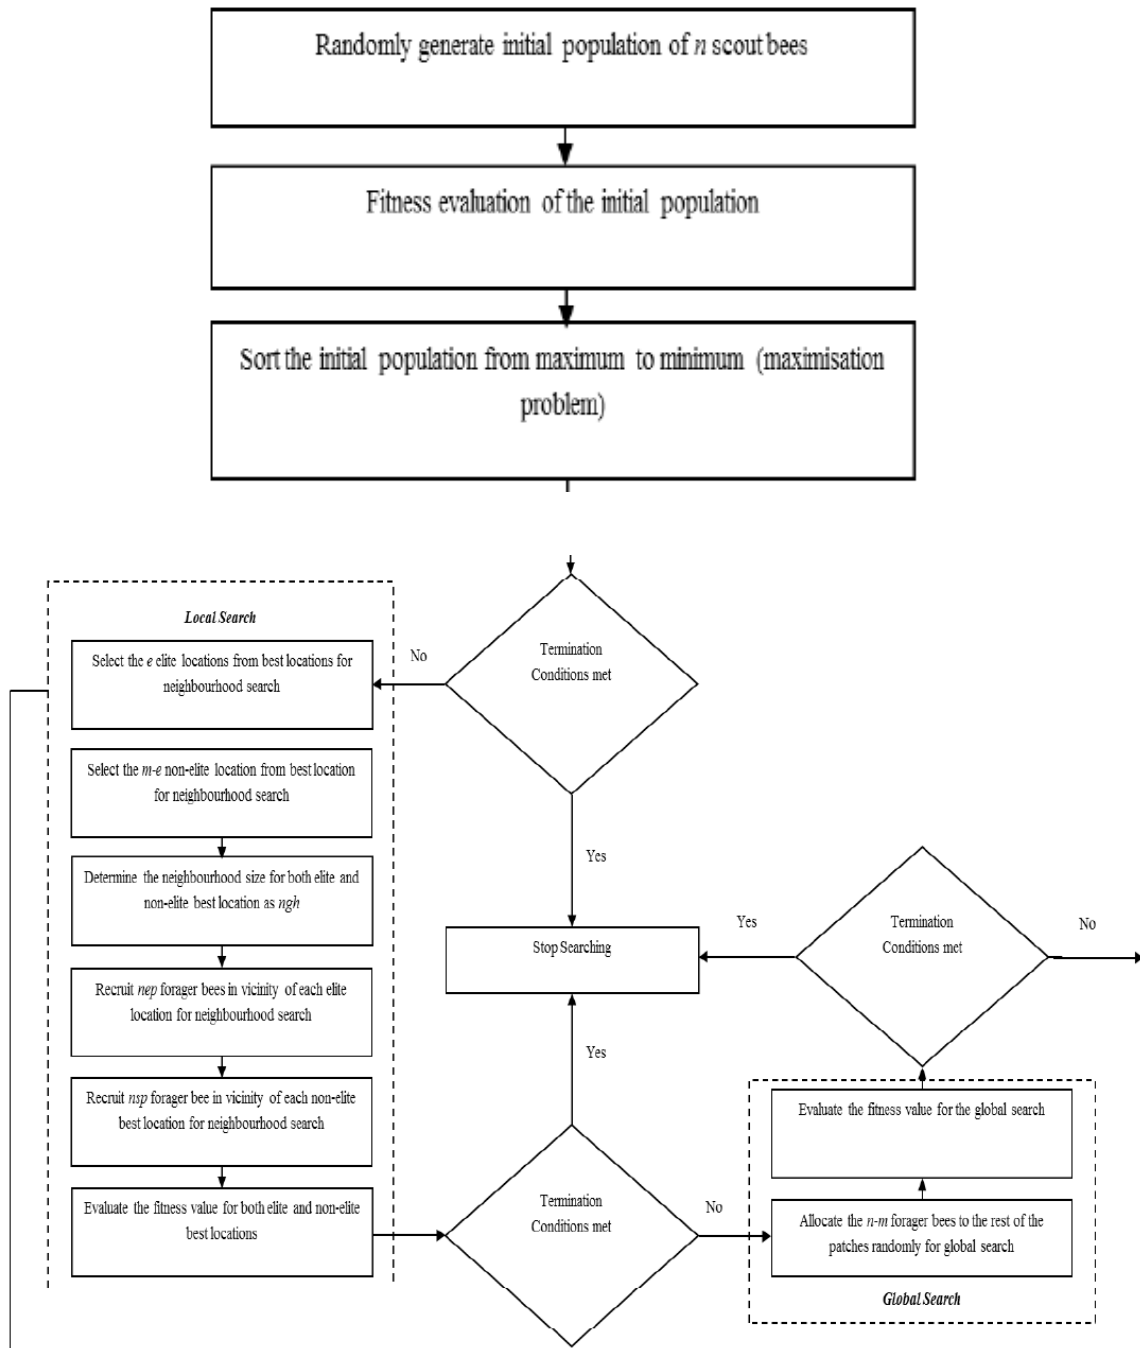 Randomly generate initial population of n scout bees
Fitness evaluation of the initial population
Sort the initial population from maximum to minimum (maximisation
problem)
Local Search
Select the e elite locations from best locations for
neighbourhood search
No
Termination
Conditions met
Select the m-e non-elite location from best location
for neighbourhood search
Determine the neighbourhood size for both elite and
non-elite best location as ngh
Recruit nep forager bees in vicinity of each elite
location for neighbourhood search
Recruit nsp forager bee in vicinity of each non-elite
best location for neighbourhood search
Evaluate the fitness value for both elite and non-elite
best locations
Yes
Stop Searching
Yes
Termination
Conditions met
No
Yes
Termination
Conditions met
No
Evaluate the fitness value for the global search
Allocate the n-m forager bees to the rest of the
patches randomly for global search
Global Search